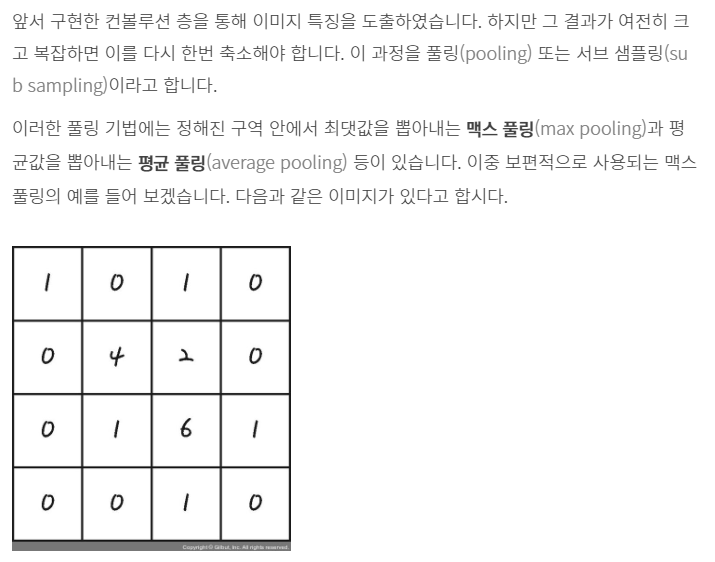 앞서 구현한 컨볼루션 층을 통해 이미지 특징을 도출하였습니다. 하지만 그 결과가 여전히 크
고 복잡하면 이를 다시 한번 축소해야 합니다. 이 과정을 풀링(pooling) 또는 서브 샘플링(su
b sampling)이라고 합니다.
이러한 풀링 기법에는 정해진 구역 안에서 최댓값을 뽑아내는 맥스 풀링(max pooling)과 평
균값을 뽑아내는 평균 풀링(average pooling) 등이 있습니다. 이중 보편적으로 사용되는 맥스
풀링의 예를 들어 보겠습니다. 다음과 같은 이미지가 있다고 합시다.
1 0 1 0
0 4 2 0
0 1 6 1
0 0 1 0
Copyright © Gilbut, Inc. All rights reserved.